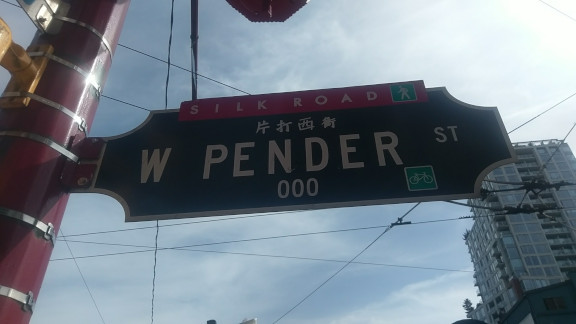 SILK ROAD
片打西街
W PENDER ST
000